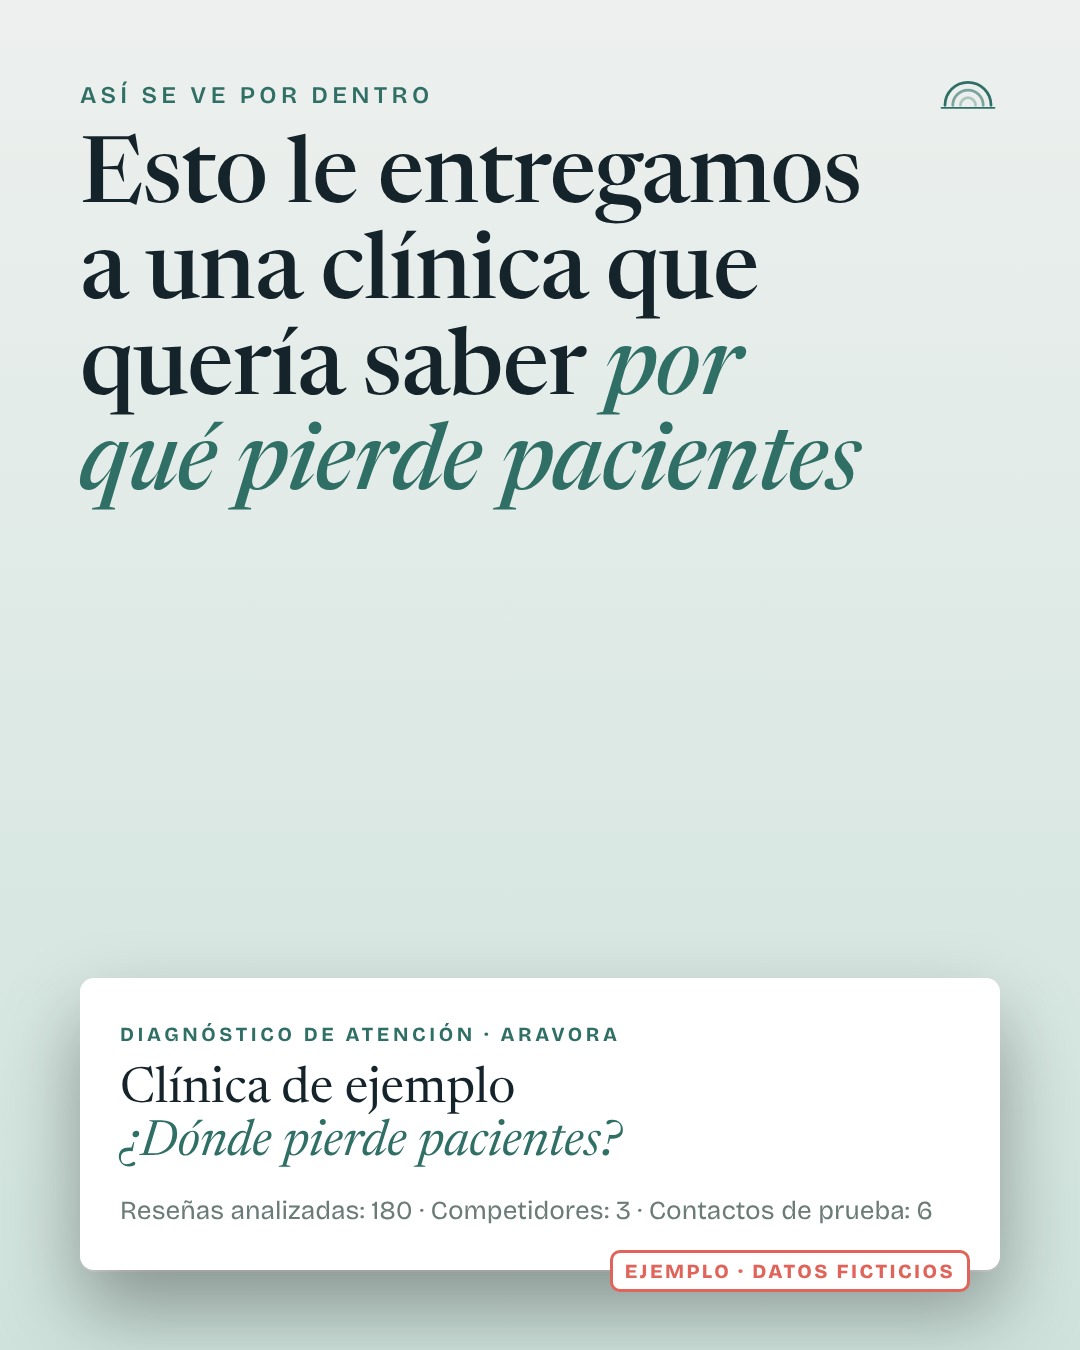 ASÍ SE VE POR DENTRO
Esto le entregamos
a una clínica que
quería saber por
qué pierde pacientes
DIAGNÓSTICO DE ATENCIÓN · ARAVORA
Clínica de ejemplo
¿Dónde pierde pacientes?
Reseñas analizadas: 180 · Competidores: 3 · Contactos de prueba: 6
EJEMPLO · DATOS FICTICIOS